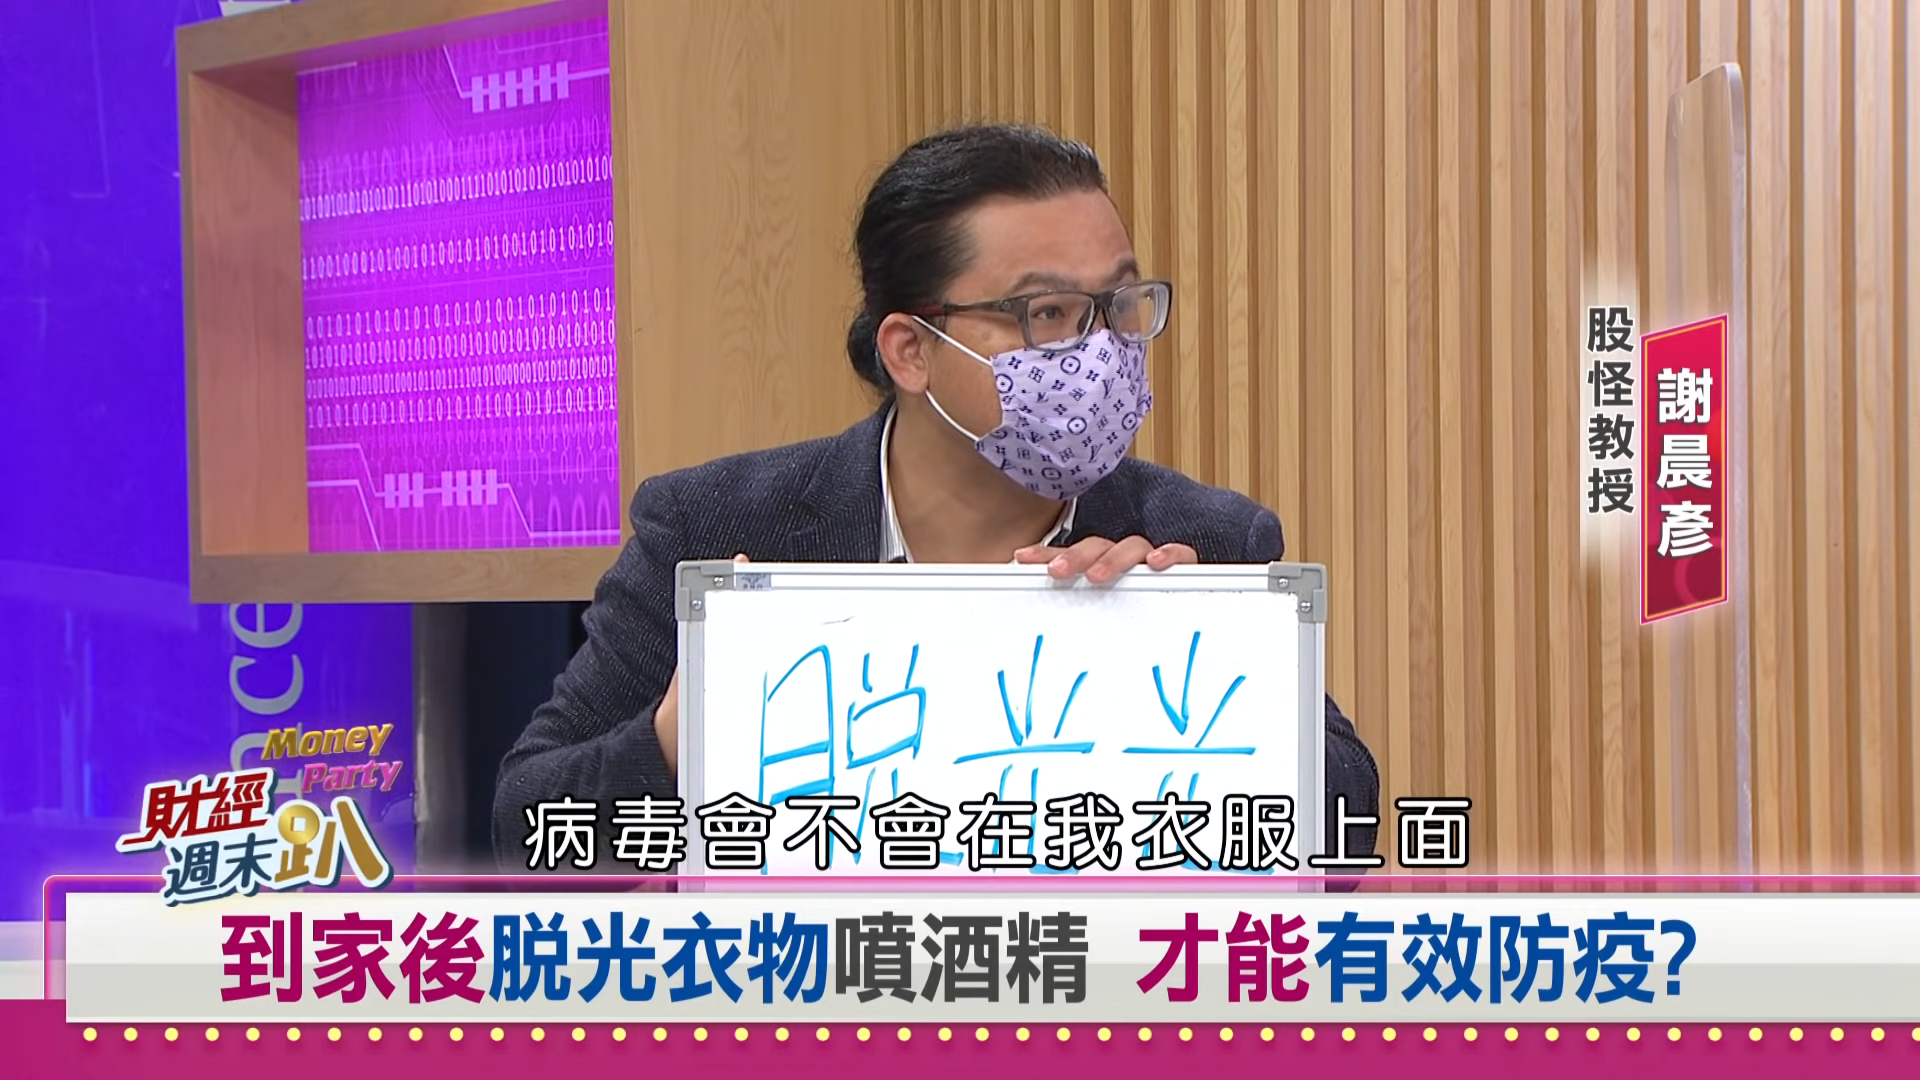 股怪教授
謝晨彥
nce
脫光光
Money
Party
財經
週末趴
病毒會不會在我衣服上面
到家後脫光衣物噴酒精 才能有效防疫?